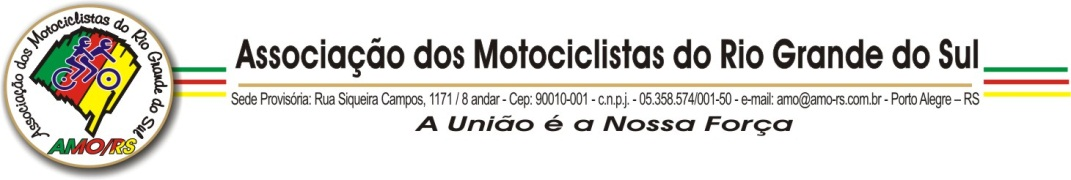 Associação dos Motociclistas do Rio Grande do Sul
AMO/RS
Associação dos Motociclistas do Rio Grande do Sul
Sede Provisória: Rua Siqueira Campos, 1171 / 8 andar - Cep: 90010-001 - c.n.p.j. - 05.358.574/001-50 - e-mail: amo@amo-rs.com.br - Porto Alegre – RS
A União é a Nossa Força